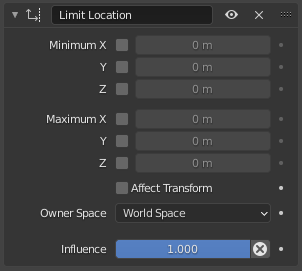 Limit Location
Minimum X 0 m
Y 0 m
Z 0 m
Maximum X 0 m
Y 0 m
Z 0 m
Affect Transform
Owner Space World Space
Influence 1.000